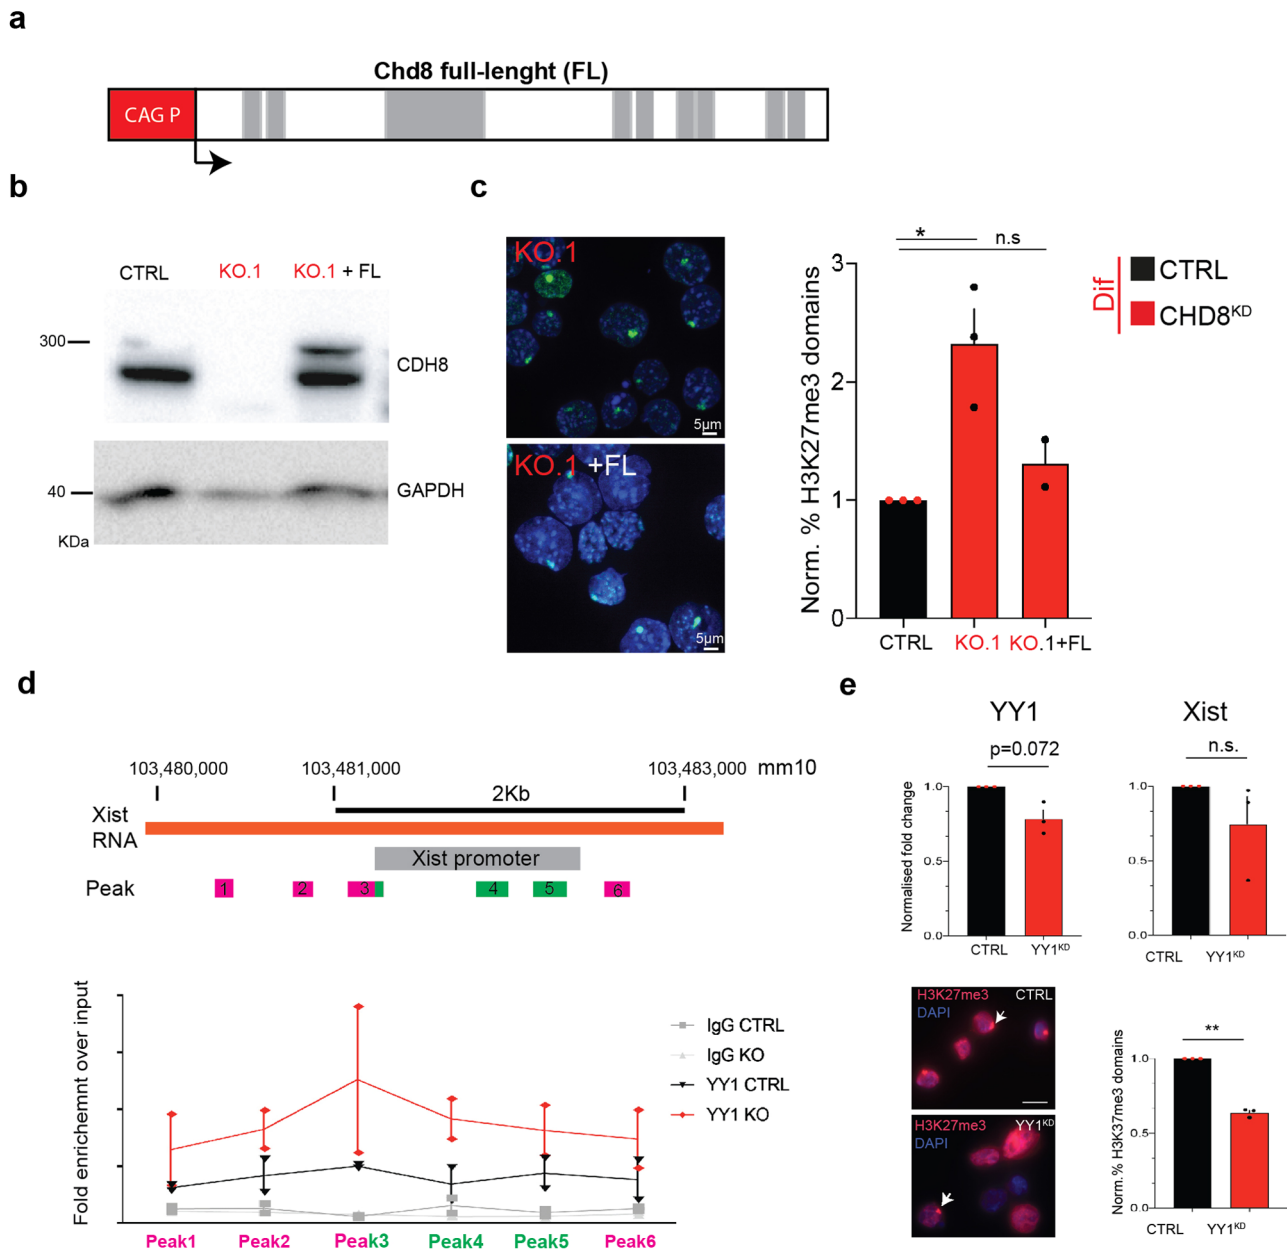 a
Chd8 full-lenght (FL)
CAG P
b
CTRL
KO.1
KO.1 + FL
300
CDH8
40
GAPDH
KDa
c
KO.1
5µm
KO.1 +FL
5µm
*
n.s
3
2
1
0
Norm. % H3K27me3 domains
CTRL
KO.1
KO.1+FL
Dif
CTRL
CHD8KD
d
103,480,000
103,481,000
103,483,000
mm10
2Kb
Xist
RNA
Xist promoter
Peak
1
2
3
4
5
6
Fold enrichemnt over input
IgG CTRL
IgG KO
YY1 CTRL
YY1 KO
Peak1
Peak2
Peak3
Peak4
Peak5
Peak6
e
YY1
p=0.072
1.0
0.5
0.0
Normalised fold change
CTRL
YY1KD
Xist
n.s.
1.0
0.5
0.0
CTRL
YY1KD
H3K27me3
CTRL
DAPI
H3K27me3
YY1KD
DAPI
**
1.0
0.5
0.0
Norm.% H3K37me3 domains
CTRL
YY1KD